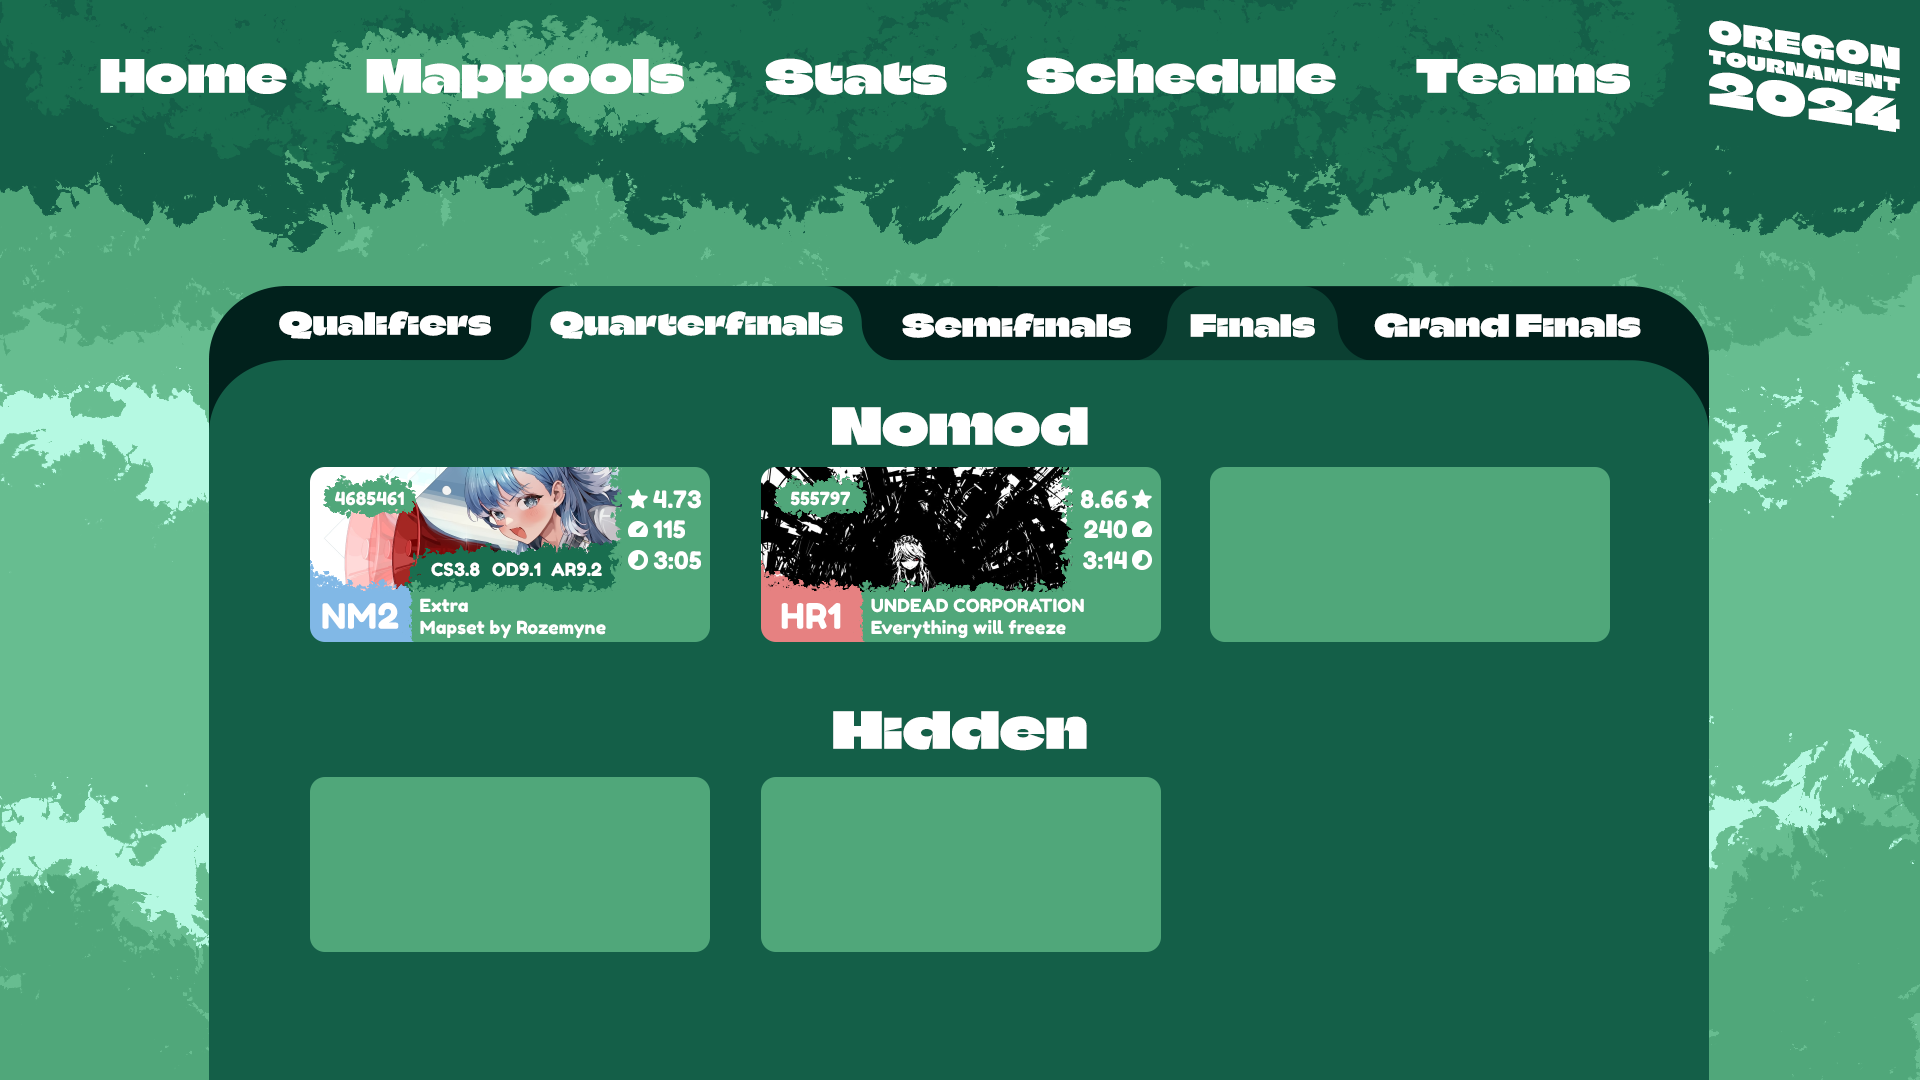 Home Mappools Stats Schedule Teams
OREGON
TOURNAMENT
2024
Qualifiers Quarterfinals Semifinals Finals Grand Finals
Nomod
4685461
4.73
115
3:05
CS3.8 OD9.1 AR9.2
NM2
Extra
Mapset by Rozemyne
555797
8.66
240
3:14
HR1
UNDEAD CORPORATION
Everything will freeze
Hidden